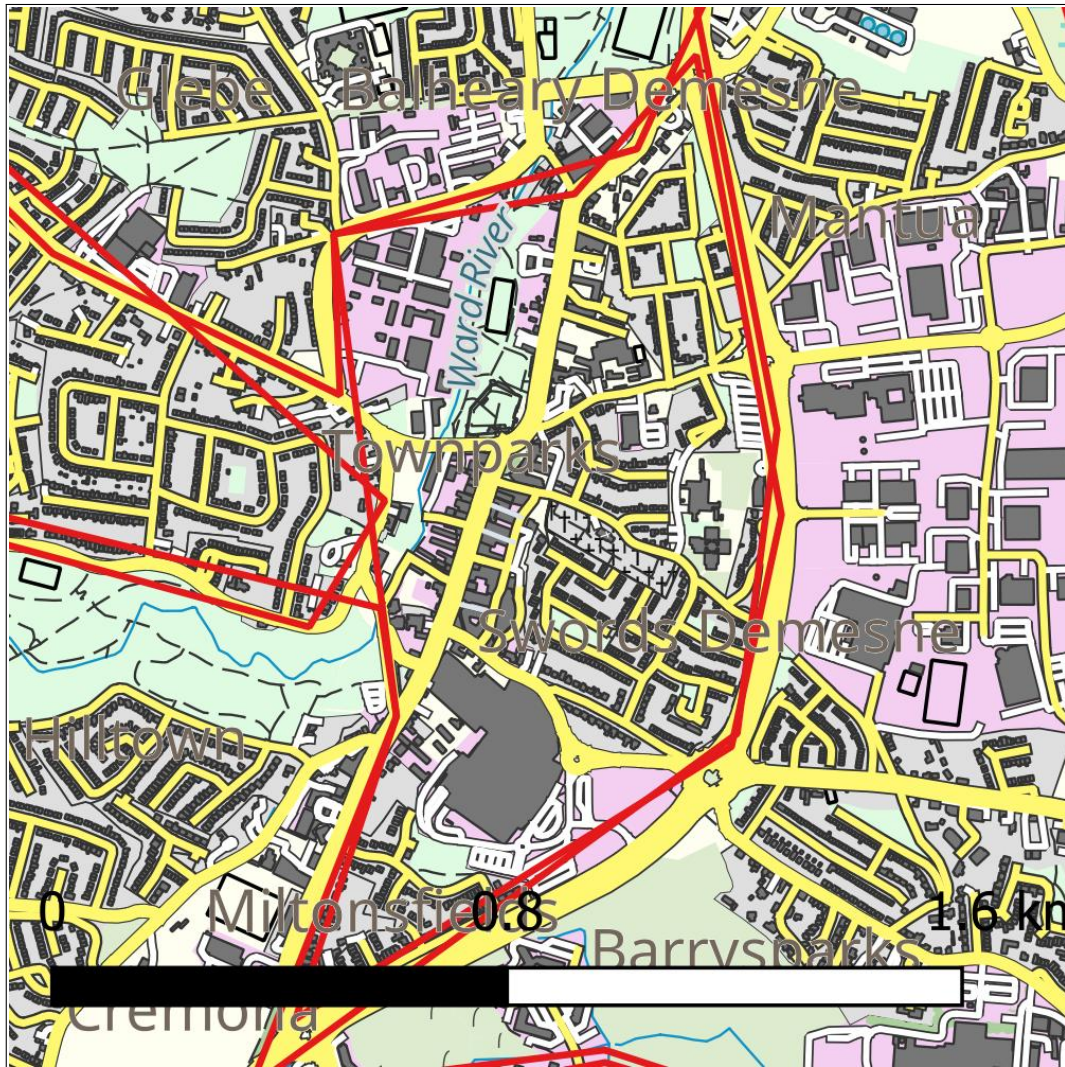 Glebe
Balheary Demesne
Mantua
Ward River
Townparks
Swords Demesne
Hilltown
0 0.8 1.6 km
Miltonsfields
Barrysparks
Cremona